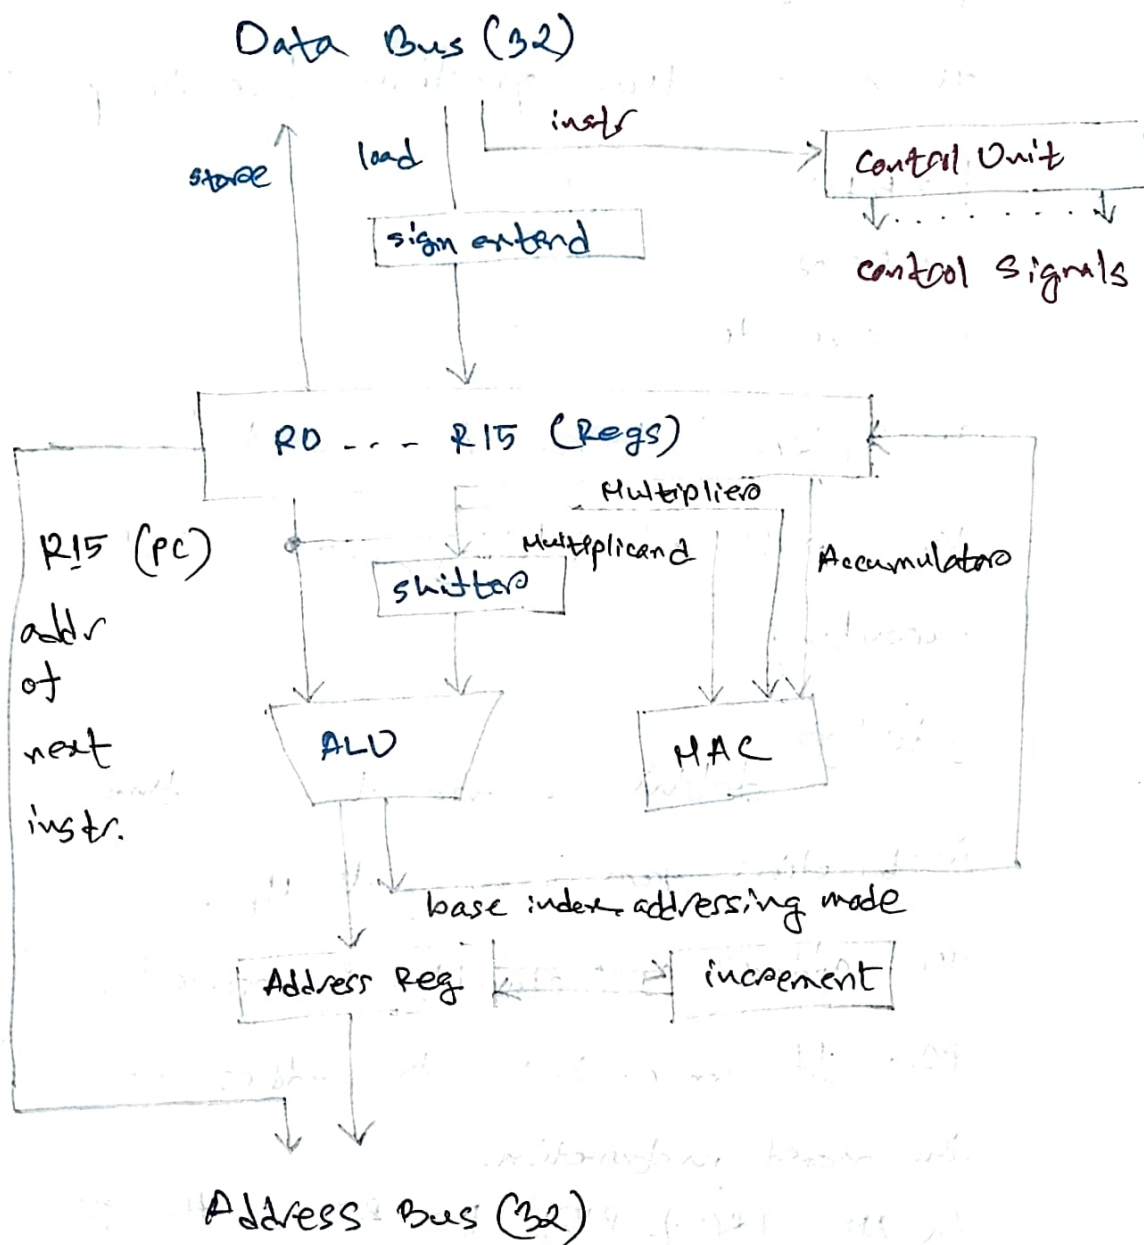 Data Bus (32)
instr
load
store
Control Unit
sign extend
control signals
R0 --- R15 (Regs)
Multiplier
R15 (PC)
Multiplicand
Accumulator
shifter
addr
of
next
instr.
ALU
MAC
base index addressing mode
Address Reg
increment
Address Bus (32)